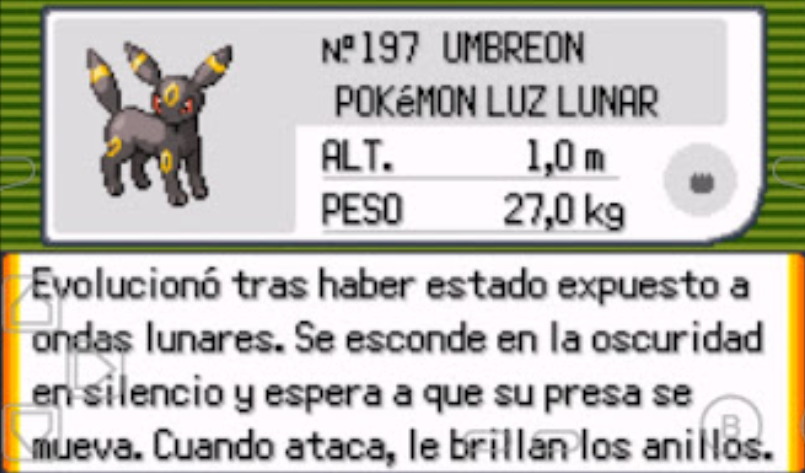 Nº197 UMBREON
POKéMON LUZ LUNAR
ALT. 1,0 m
PESO 27,0 kg
Evolucionó tras haber estado expuesto a
ondas lunares. Se esconde en la oscuridad
en silencio y espera a que su presa se
mueva. Cuando ataca, le brillan los anillos.
B